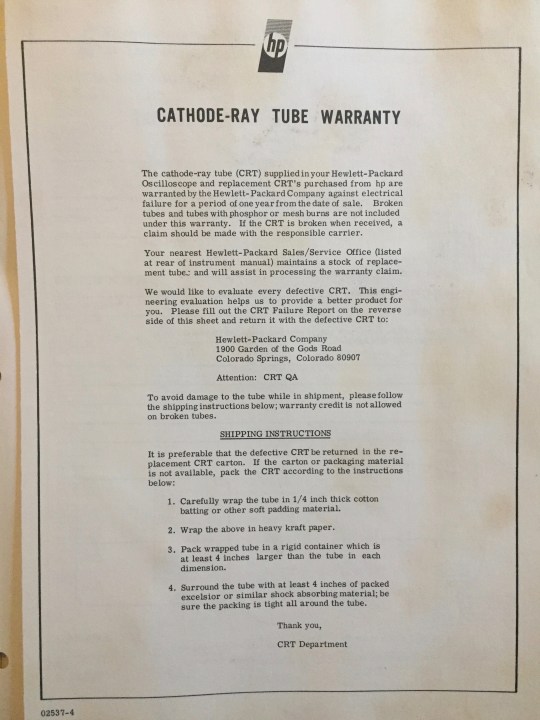 hp
CATHODE-RAY TUBE WARRANTY
The cathode-ray tube (CRT) supplied in your Hewlett-Packard
Oscilloscope and replacement CRT's purchased from hp are
warranted by the Hewlett-Packard Company against electrical
failure for a period of one year from the date of sale. Broken
tubes and tubes with phosphor or mesh burns are not included
under this warranty. If the CRT is broken when received, a
claim should be made with the responsible carrier.
Your nearest Hewlett-Packard Sales/Service Office (listed
at rear of instrument manual) maintains a stock of replace-
ment tube.: and will assist in processing the warranty claim.
We would like to evaluate every defective CRT. This engi-
neering evaluation helps us to provide a better product for
you. Please fill out the CRT Failure Report on the reverse
side of this sheet and return it with the defective CRT to:
Hewlett-Packard Company
1900 Garden of the Gods Road
Colorado Springs, Colorado 80907
Attention: CRT QA
To avoid damage to the tube while in shipment, please follow
the shipping instructions below; warranty credit is not allowed
on broken tubes.
SHIPPING INSTRUCTIONS
It is preferable that the defective CRT be returned in the re-
placement CRT carton. If the carton or packaging material
is not available, pack the CRT according to the instructions
below:
1. Carefully wrap the tube in 1/4 inch thick cotton
batting or other soft padding material.
2. Wrap the above in heavy kraft paper.
3. Pack wrapped tube in a rigid container which is
at least 4 inches larger than the tube in each
dimension.
4. Surround the tube with at least 4 inches of packed
excelsior or similar shock absorbing material; be
sure the packing is tight all around the tube.
Thank you,
CRT Department
02537-4